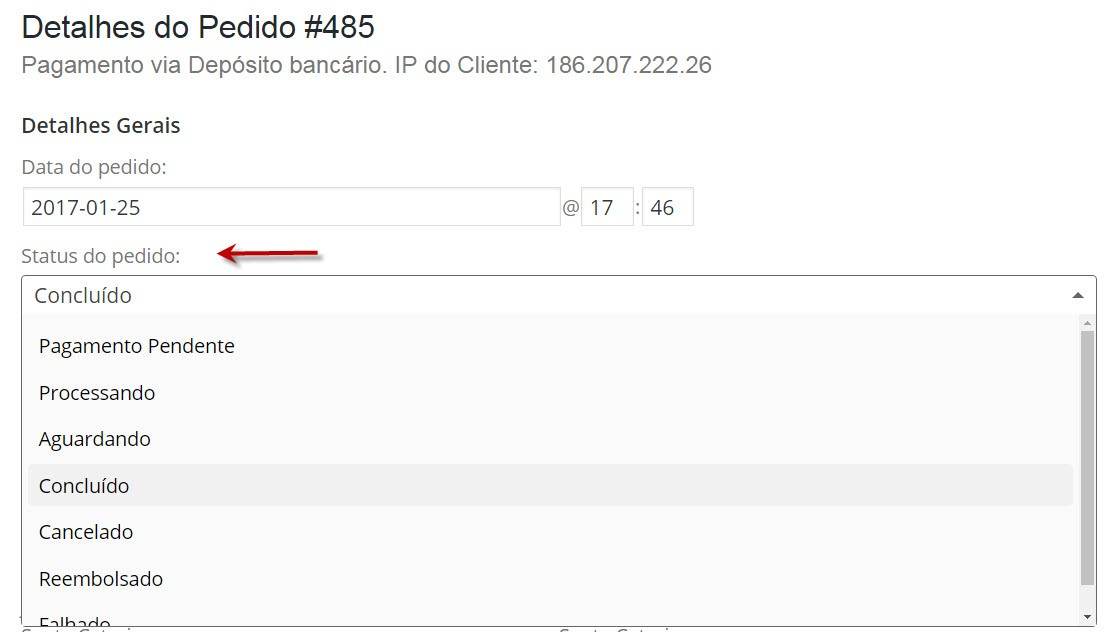 Detalhes do Pedido #485
Pagamento via Depósito bancário. IP do Cliente: 186.207.222.26
Detalhes Gerais
Data do pedido:
2017-01-25 @ 17 : 46
Status do pedido:
Concluído
Pagamento Pendente
Processando
Aguardando
Concluído
Cancelado
Reembolsado
Falhado